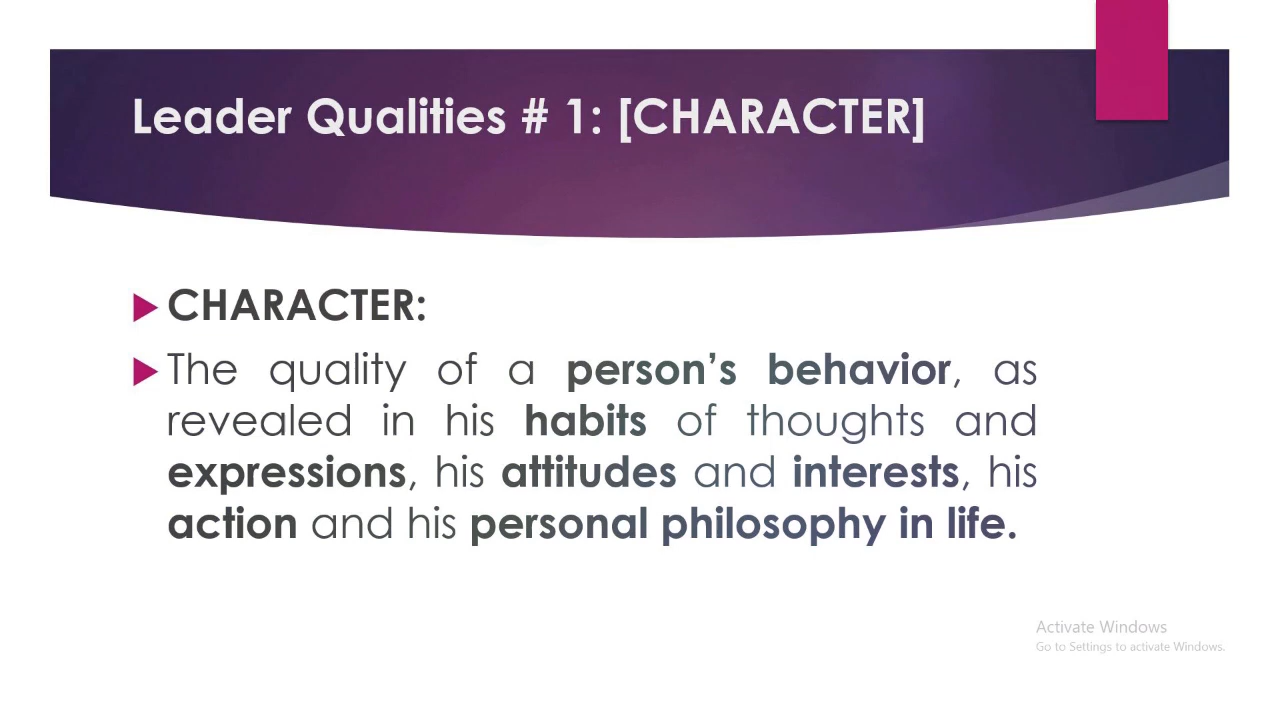 Leader Qualities # 1: [CHARACTER]
CHARACTER:
The quality of a person’s behavior, as
revealed in his habits of thoughts and
expressions, his attitudes and interests, his
action and his personal philosophy in life.
Activate Windows
Go to Settings to activate Windows.